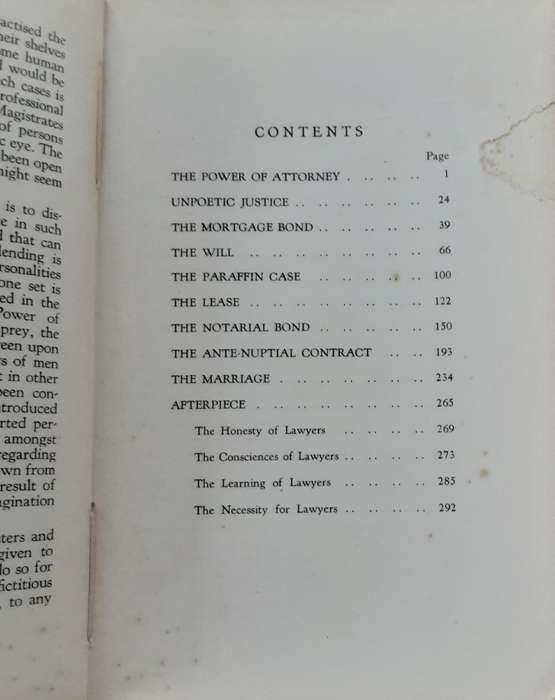 actised the
heir shelves
me human
would be
ch cases is
rofessional
Magistrates
of persons
c eye. The
been open
night seem
is to dis-
e in such
that can
lending is
rsonalities
one set is
ed in the
Power of
prey, the
een upon
rs of men
t in other
been con-
ntroduced
rted per-
amongst
regarding
wn from
result of
agination
ters and
given to
do so for
fictitious
to any
CONTENTS
Page
THE POWER OF ATTORNEY . .. .. .. 1
UNPOETIC JUSTICE .. .. .. .. .. 24
THE MORTGAGE BOND .. .. .. .. .. 39
THE WILL .. .. .. .. .. .. .. 66
THE PARAFFIN CASE .. .. .. .. .. 100
THE LEASE .. .. .. .. .. .. .. 122
THE NOTARIAL BOND .. .. .. .. .. 150
THE ANTE-NUPTIAL CONTRACT .. .. 193
THE MARRIAGE . .. .. .. .. .. .. 234
AFTERPIECE . .. .. .. .. .. .. 265
The Honesty of Lawyers .. .. .. .. 269
The Consciences of Lawyers .. .. .. .. 273
The Learning of Lawyers .. .. .. .. 285
The Necessity for Lawyers .. .. .. .. 292